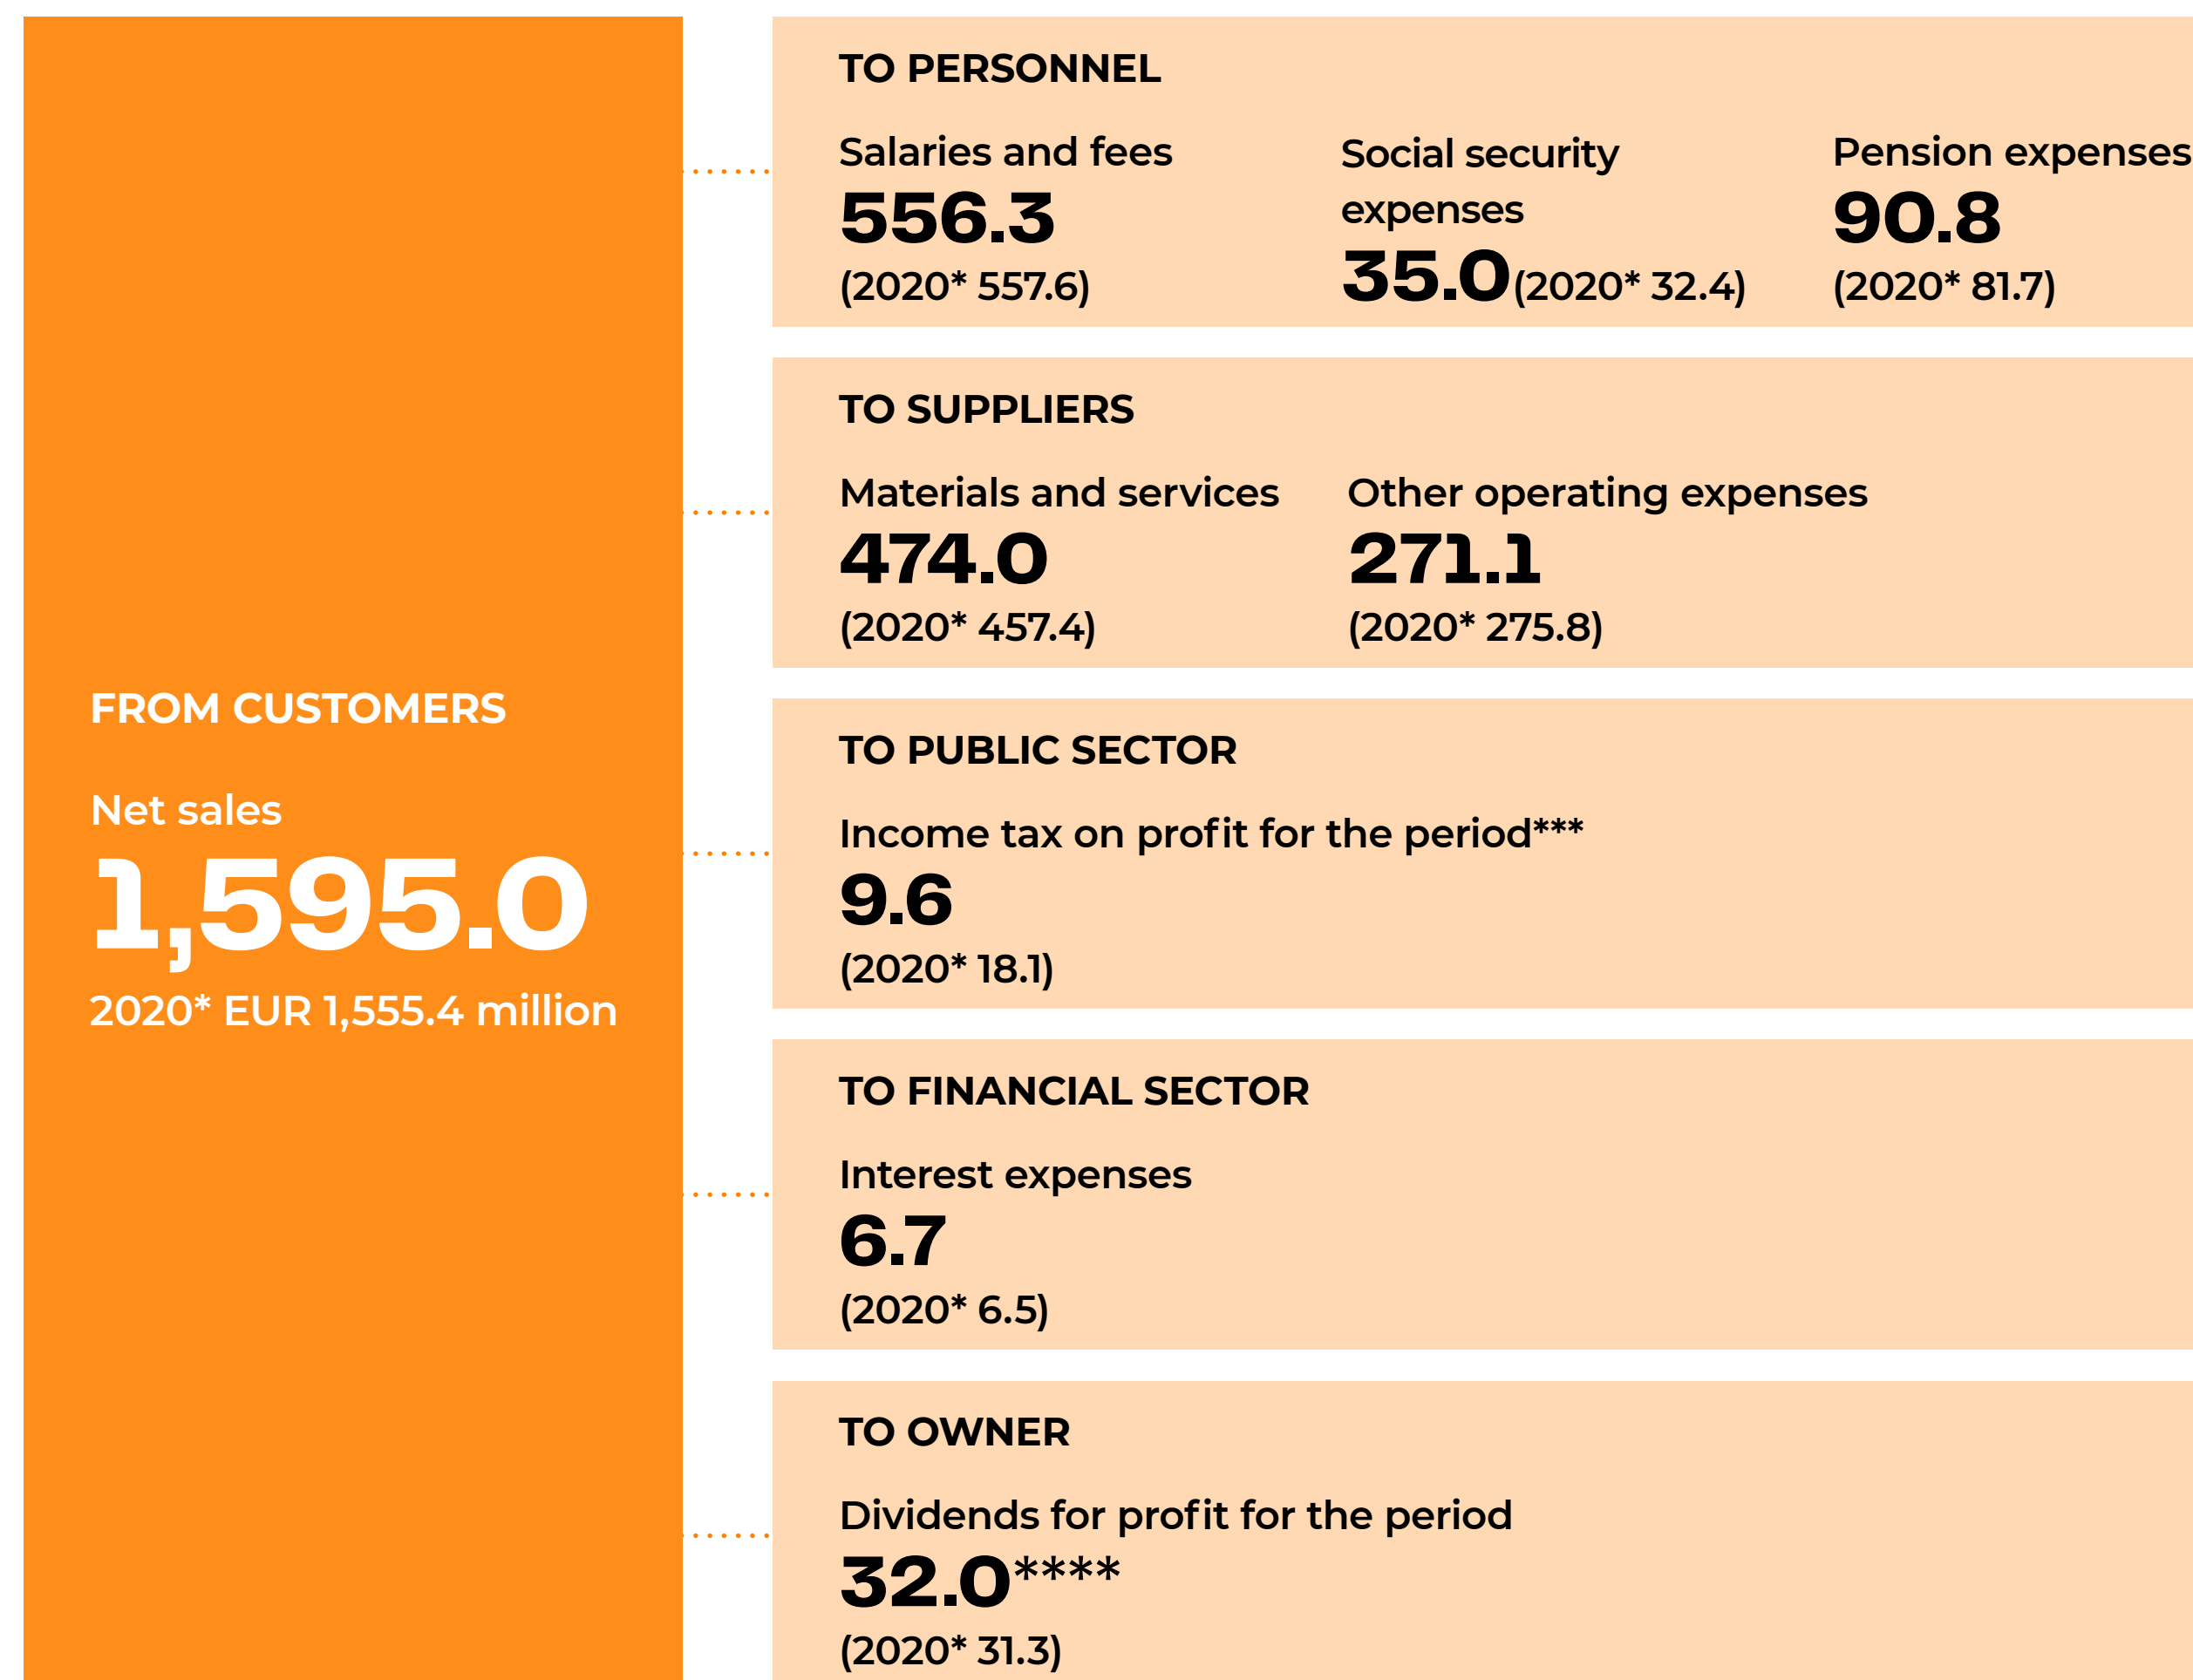 FROM CUSTOMERS
Net sales
1,595.0
2020* EUR 1,555.4 million
TO PERSONNEL
Salaries and fees
556.3
(2020* 557.6)
Social security
expenses
35.0(2020* 32.4)
Pension expenses
90.8
(2020* 81.7)
TO SUPPLIERS
Materials and services
474.0
(2020* 457.4)
Other operating expenses
271.1
(2020* 275.8)
TO PUBLIC SECTOR
Income tax on profit for the period***
9.6
(2020* 18.1)
TO FINANCIAL SECTOR
Interest expenses
6.7
(2020* 6.5)
TO OWNER
Dividends for profit for the period
32.0****
(2020* 31.3)